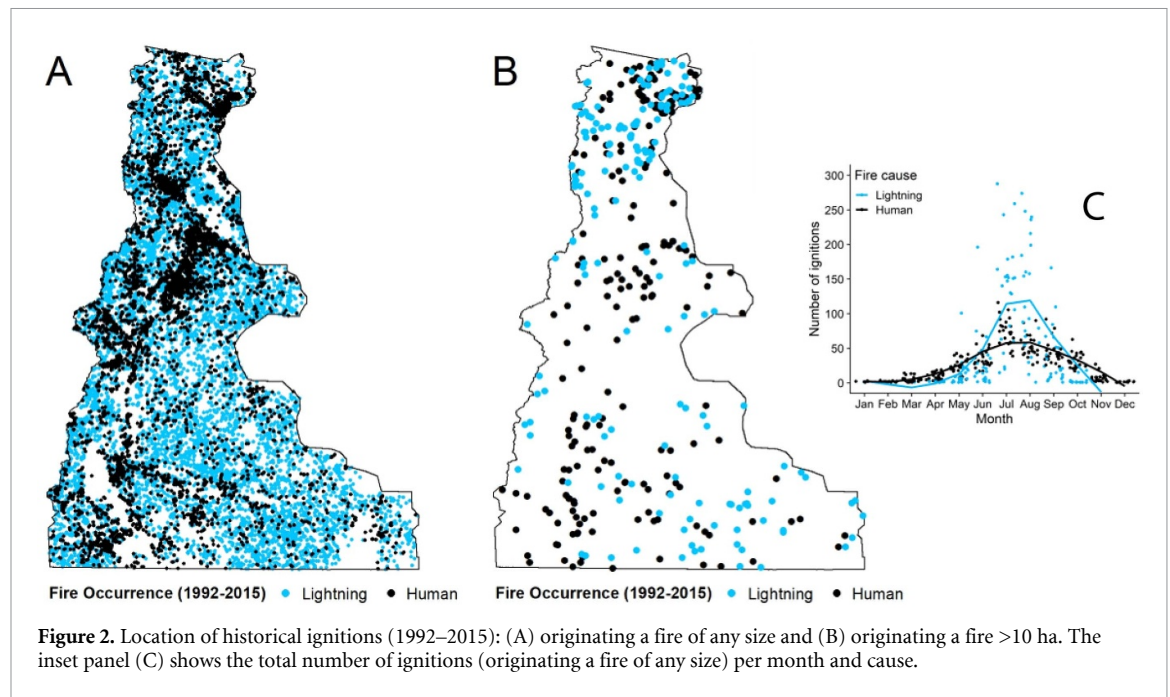 A
B
C
300
250
200
150
100
50
0
Number of ignitions
Fire cause
Lightning
Human
Jan Feb Mar Apr May Jun Jul Aug Sep Oct Nov Dec
Month
Fire Occurrence (1992-2015) Lightning Human
Fire Occurrence (1992-2015) Lightning Human
Figure 2. Location of historical ignitions (1992–2015): (A) originating a fire of any size and (B) originating a fire >10 ha. The
inset panel (C) shows the total number of ignitions (originating a fire of any size) per month and cause.